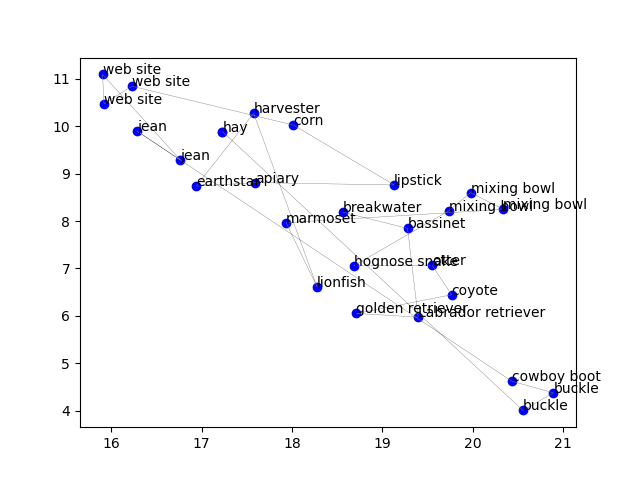 web site
web site
web site
harvester
corn
jean
hay
jean
earthstar
apiary
lipstick
mixing bowl
mixing bowl
mixing bowl
breakwater
marmoset
bassinet
hognose snake
otter
lionfish
coyote
golden retriever
Labrador retriever
cowboy boot
buckle
buckle
11
10
9
8
7
6
5
4
16 17 18 19 20 21